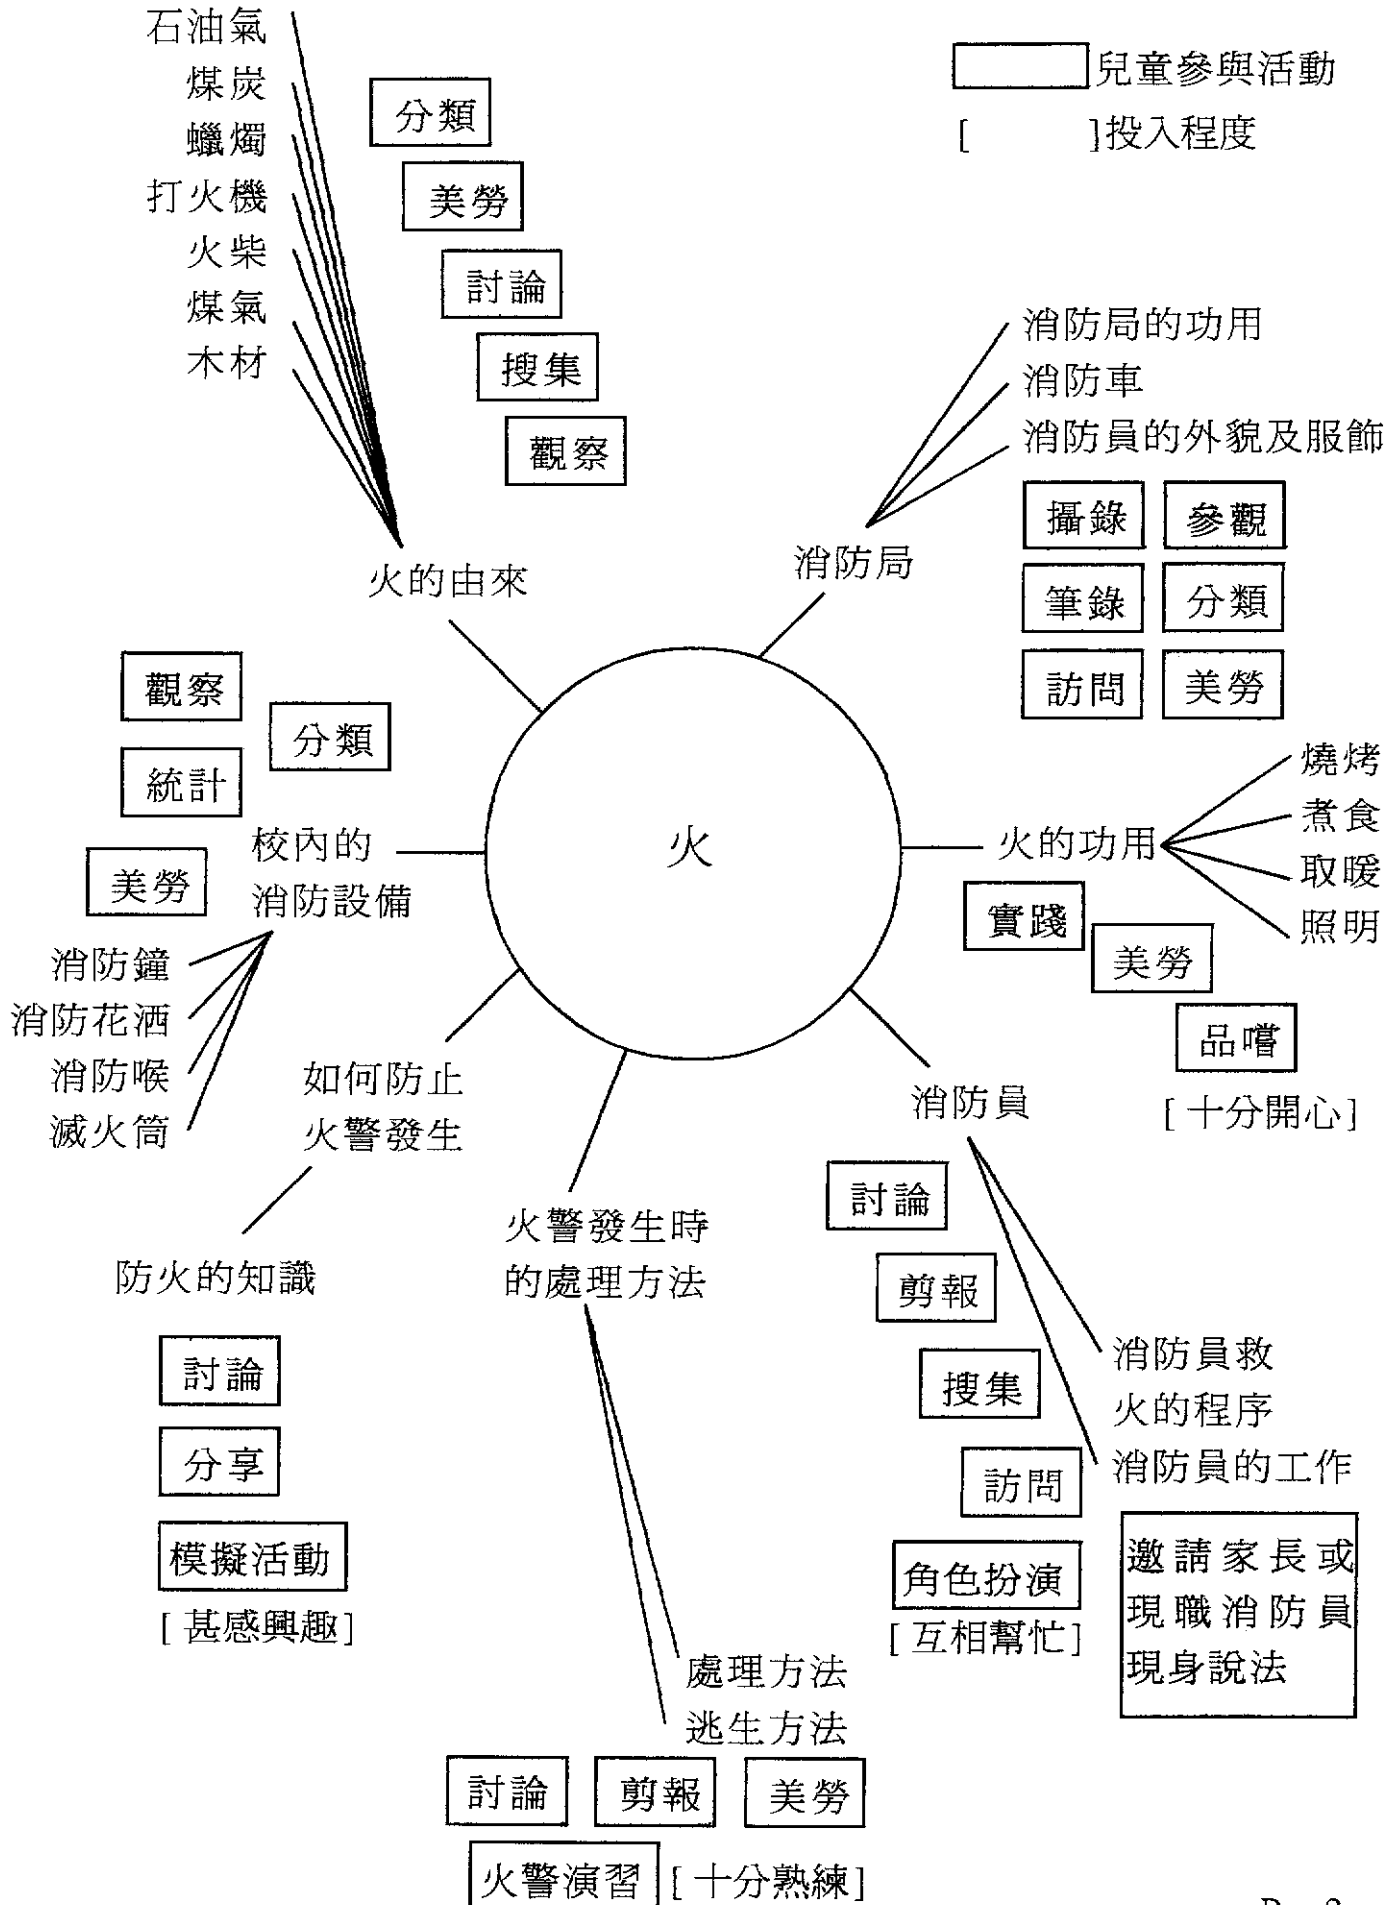 石油氣
煤炭
蠟燭
打火機
火柴
煤氣
木材
分類
美勞
討論
搜集
觀察
火的由來
兒童參與活動
[ ]投入程度
消防局的功用
消防車
消防員的外貌及服飾
攝錄 參觀
筆錄 分類
訪問 美勞
消防局
觀察
分類
統計
美勞
校內的
消防設備
消防鐘
消防花洒
消防喉
滅火筒
火
火的功用
燒烤
煮食
取暖
照明
實踐
美勞
品嚐
[十分開心]
如何防止
火警發生
防火的知識
討論
分享
模擬活動
[甚感興趣]
火警發生時
的處理方法
處理方法
逃生方法
討論 剪報 美勞
火警演習 [十分熟練]
消防員
討論
剪報
搜集
訪問
角色扮演
[互相幫忙]
消防員救
火的程序
消防員的工作
邀請家長或
現職消防員
現身說法